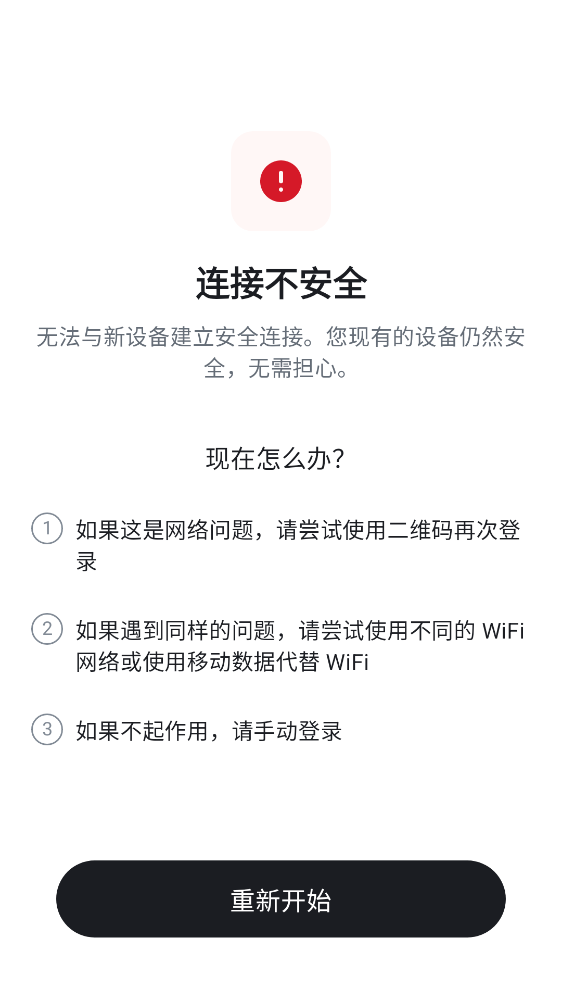 连接不安全
无法与新设备建立安全连接。您现有的设备仍然安
全，无需担心。
现在怎么办？
1 如果这是网络问题，请尝试使用二维码再次登
录
2 如果遇到同样的问题，请尝试使用不同的 WiFi
网络或使用移动数据代替 WiFi
3 如果不起作用，请手动登录
重新开始